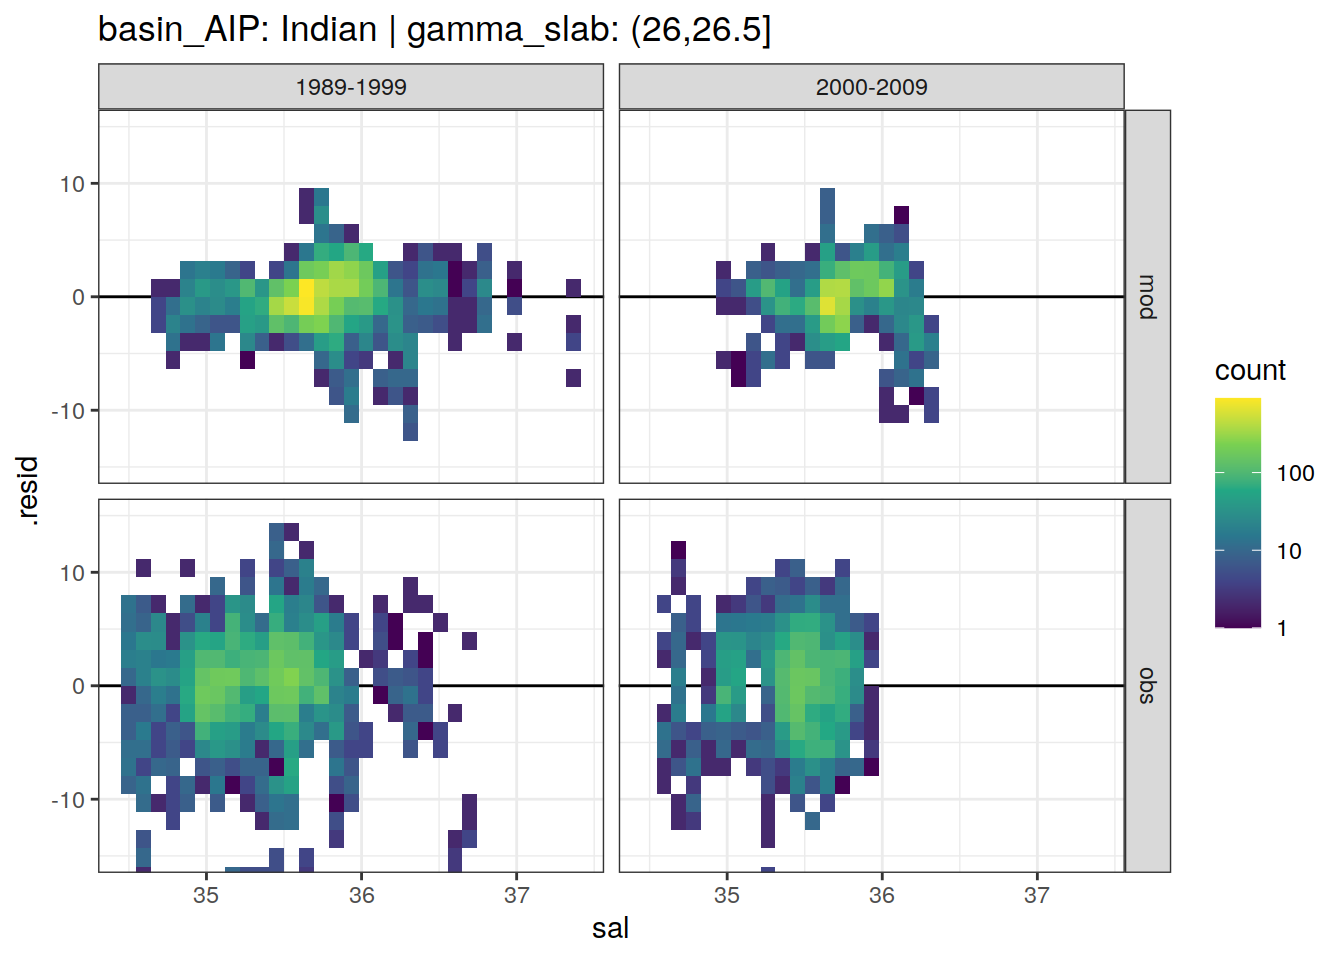 basin_AIP: Indian | gamma_slab: (26,26.5]
1989-1999
2000-2009
10
0
-10
mod
10
0
-10
obs
.resid
35
36
37
35
36
37
sal
count
100
10
1